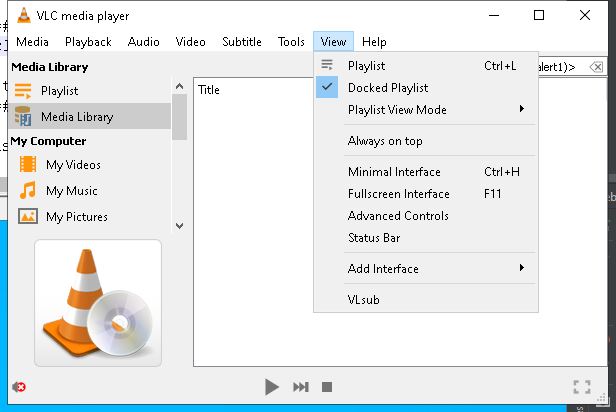 VLC media player
Media Playback Audio Video Subtitle Tools View Help
Media Library
Playlist
Media Library
My Computer
My Videos
My Music
My Pictures
Title
alert1)>
Playlist Ctrl+L
Docked Playlist
Playlist View Mode
Always on top
Minimal Interface Ctrl+H
Fullscreen Interface F11
Advanced Controls
Status Bar
Add Interface
VLsub